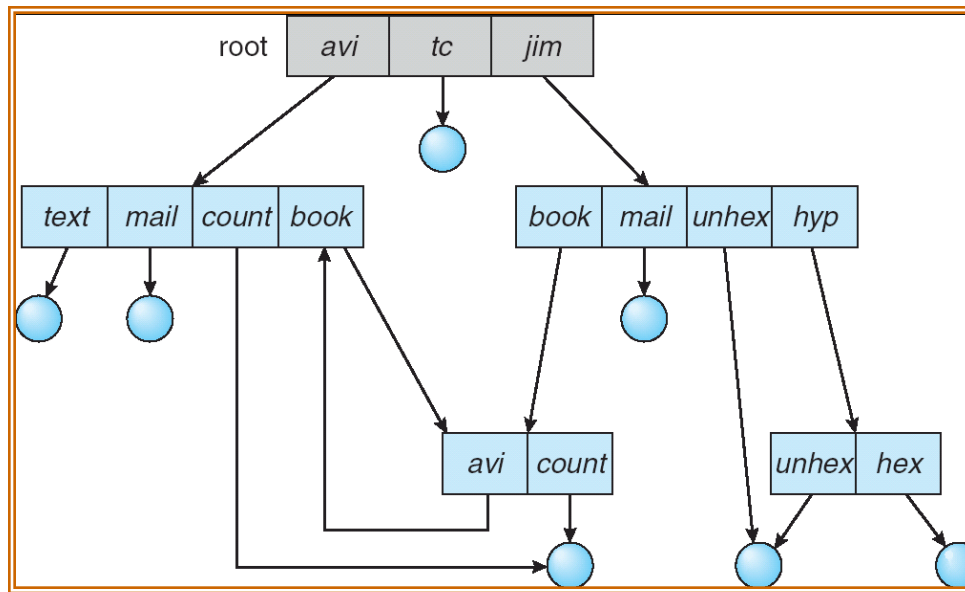 root avi tc jim
text mail count book book mail unhex hyp
avi count unhex hex